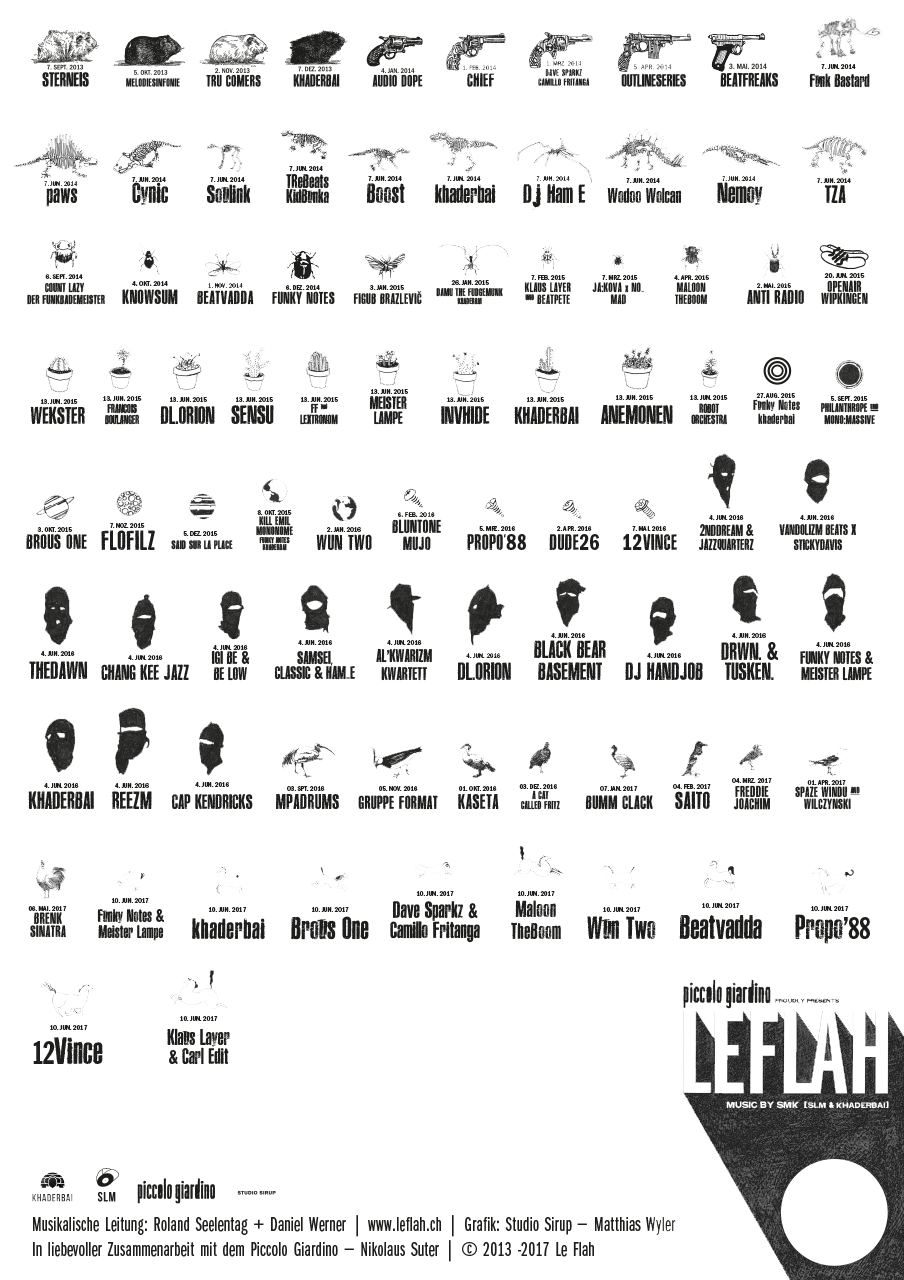 7. SEPT. 2013
STERNEIS
5. OKT. 2013
MELODIESINFONIE
2. NOV. 2013
TRU COMERS
7. DEZ. 2013
KHADERBAI
4. JAN. 2014
AUDIO DOPE
1. FEB. 2014
CHIEF
1. MRZ. 2014
DAVE SPARKZ
CAMILLO FRITANGA
5. APR. 2014
OUTLINESERIES
3. MAI. 2014
BEATFREAKS
7. JUN. 2014
Funk Bastard
7. JUN. 2014
paws
7. JUN. 2014
Cynic
7. JUN. 2014
Soulink
7. JUN. 2014
TReBeats
KidBunka
7. JUN. 2014
Boost
7. JUN. 2014
khaderbai
7. JUN. 2014
Dj Ham E
7. JUN. 2014
Wodoo Wolcan
7. JUN. 2014
Nemoy
7. JUN. 2014
TZA
6. SEPT. 2014
COUNT LAZY
DER FUNKBADEMEISTER
4. OKT. 2014
KNOWSUM
1. NOV. 2014
BEATVADDA
6. DEZ. 2014
FUNKY NOTES
3. JAN. 2015
FIGUB BRAZLEVIČ
26. JAN. 2015
DAMU THE FUDGEMUNK
KHADERBAI
7. FEB. 2015
KLAUS LAYER
AND BEATPETE
7. MRZ. 2015
JA:KOVA x NO.
MAD
4. APR. 2015
MALOON
THEBOOM
2. MAI. 2015
ANTI RADIO
20. JUN. 2015
OPENAIR
WIPKINGEN
13. JUN. 2015
WEKSTER
13. JUN. 2015
FRANCOIS
BOULANGER
13. JUN. 2015
DL.ORION
13. JUN. 2015
SENSU
13. JUN. 2015
FF AND
LEXTRONOM
13. JUN. 2015
MEISTER
LAMPE
13. JUN. 2015
INVHIDE
13. JUN. 2015
KHADERBAI
13. JUN. 2015
ANEMONEN
13. JUN. 2015
ROBOT
ORCHESTRA
27. AUG. 2015
Funky Notes
khaderbai
5. SEPT. 2015
PHILANTHROPE AND
MONO:MASSIVE
3. OKT. 2015
BROUS ONE
7. NOZ. 2015
FLOFILZ
5. DEZ. 2015
SAID SUR LA PLACE
8. OKT. 2015
KILL EMIL
MONONOME
FUNKY NOTES
KHADERBAI
2. JAN. 2016
WUN TWO
6. FEB. 2016
BLUNTONE
MUJO
5. MRZ. 2016
PROPO'88
2. APR. 2016
DUDE26
7. MAI. 2016
12VINCE
4. JUN. 2016
2NDDREAM &
JAZZQUARTERZ
4. JUN. 2016
VANDOLIZM BEATS X
STICKYDAVIS
4. JUN. 2016
THEDAWN
4. JUN. 2016
CHANG KEE JAZZ
4. JUN. 2016
IGI BE &
BE LOW
4. JUN. 2016
SAMSEL
CLASSIC & HAM_E
4. JUN. 2016
AL'KWARIZM
KWARTETT
4. JUN. 2016
DL.ORION
4. JUN. 2016
BLACK BEAR
BASEMENT
4. JUN. 2016
DJ HANDJOB
4. JUN. 2016
DRWN. &
TUSKEN.
4. JUN. 2016
FUNKY NOTES &
MEISTER LAMPE
4. JUN. 2016
KHADERBAI
4. JUN. 2016
REEZM
4. JUN. 2016
CAP KENDRICKS
03. SPT. 2016
MPADRUMS
05. NOV. 2016
GRUPPE FORMAT
01. OKT. 2016
KASETA
03. DEZ. 2016
A CAT
CALLED FRITZ
07. JAN. 2017
BUMM CLACK
04. FEB. 2017
SAITO
04. MRZ. 2017
FREDDIE
JOACHIM
01. APR. 2017
SPAZE WINDU AND
WILCZYNSKI
06. MAI. 2017
BRENK
SINATRA
10. JUN. 2017
Funky Notes &
Meister Lampe
10. JUN. 2017
khaderbai
10. JUN. 2017
Brous One
10. JUN. 2017
Dave Sparkz &
Camillo Fritanga
10. JUN. 2017
Maloon
TheBoom
10. JUN. 2017
Wun Two
10. JUN. 2017
Beatvadda
10. JUN. 2017
Propo'88
10. JUN. 2017
12Vince
10. JUN. 2017
Klaus Layer
& Carl Edit
piccolo giardino PROUDLY PRESENTS
LEFLAH
MUSIC BY SMK [SLM & KHADERBAI]
KHADERBAI
SLM
piccolo giardino
STUDIO SIRUP
Musikalische Leitung: Roland Seelentag + Daniel Werner | www.leflah.ch | Grafik: Studio Sirup – Matthias Wyler
In liebevoller Zusammenarbeit mit dem Piccolo Giardino – Nikolaus Suter | © 2013 -2017 Le Flah